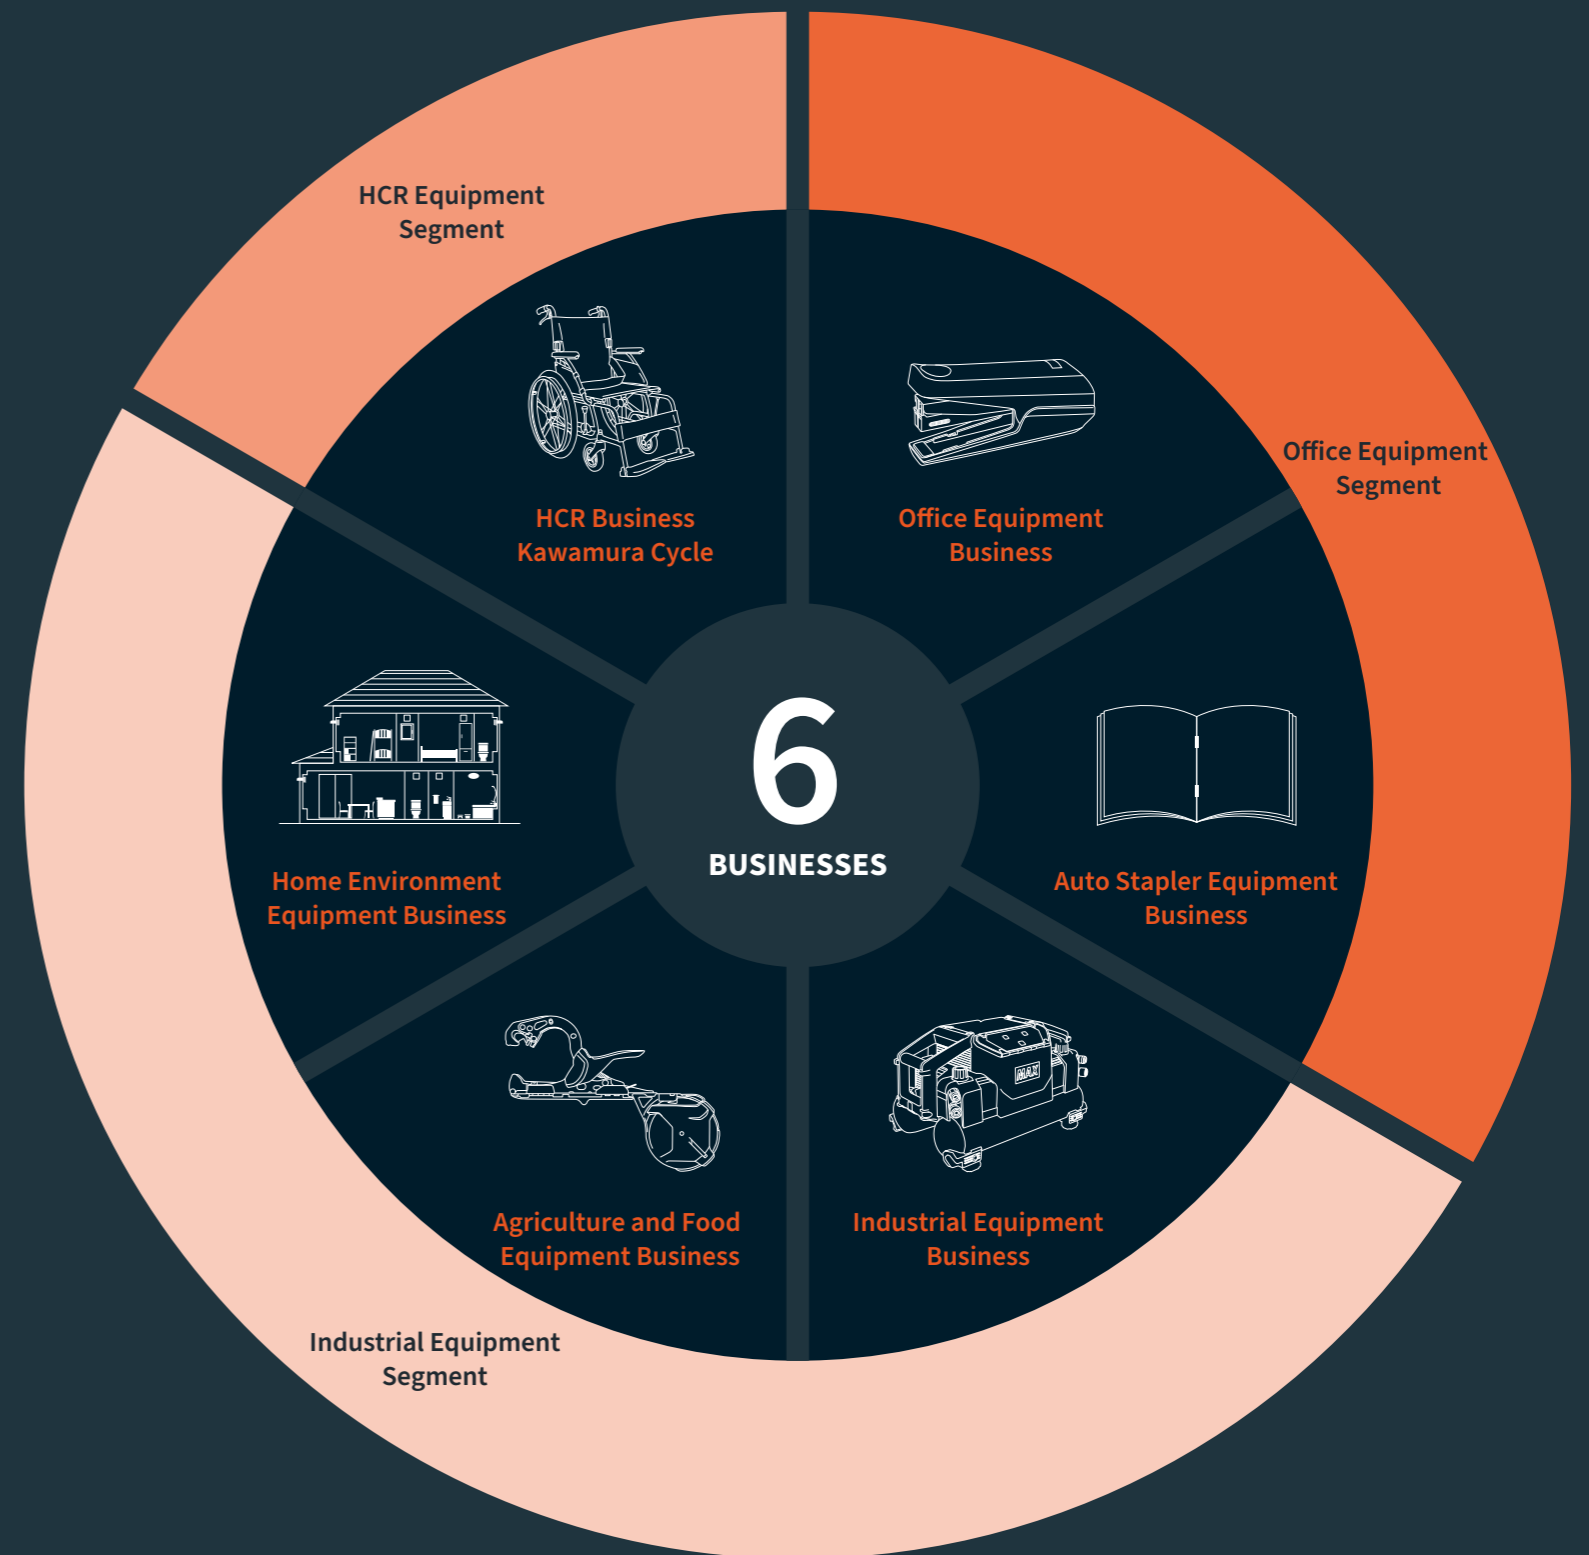 HCR Equipment
Segment
HCR Business
Kawamura Cycle
Office Equipment
Business
Office Equipment
Segment
6
BUSINESSES
Home Environment
Equipment Business
Auto Stapler Equipment
Business
MAX
Agriculture and Food
Equipment Business
Industrial Equipment
Business
Industrial Equipment
Segment